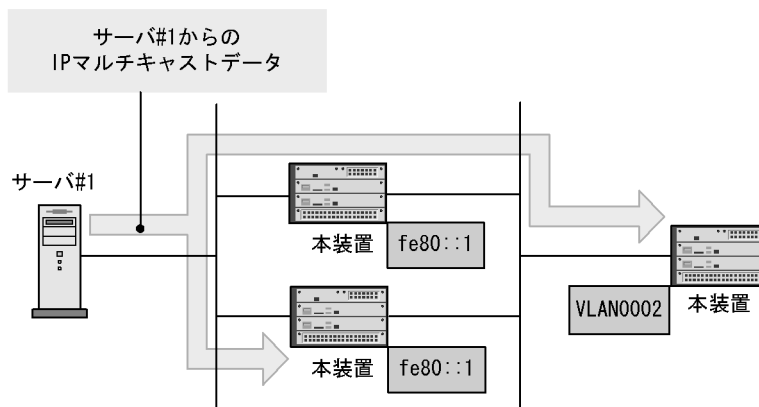 サーバ#1からの
IPマルチキャストデータ
サーバ#1
本装置
fe80::1
本装置
fe80::1
VLAN0002
本装置